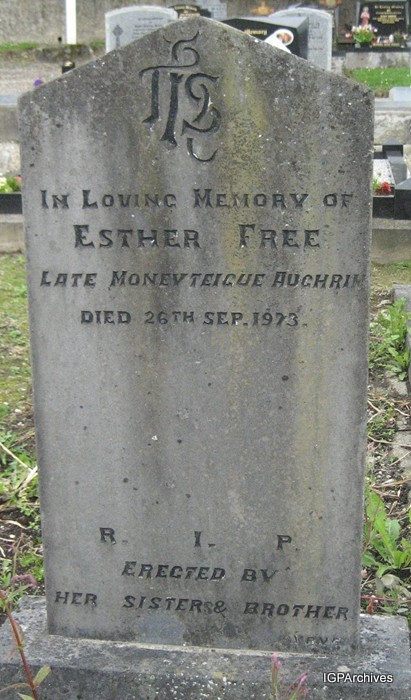 IHS
IN LOVING MEMORY OF
ESTHER FREE
LATE MONEYTEIGUE AUGHRIM
DIED 26TH SEP. 1973.
R. I. P
ERECTED BY
HER SISTERS & BROTHER
IGPArchives